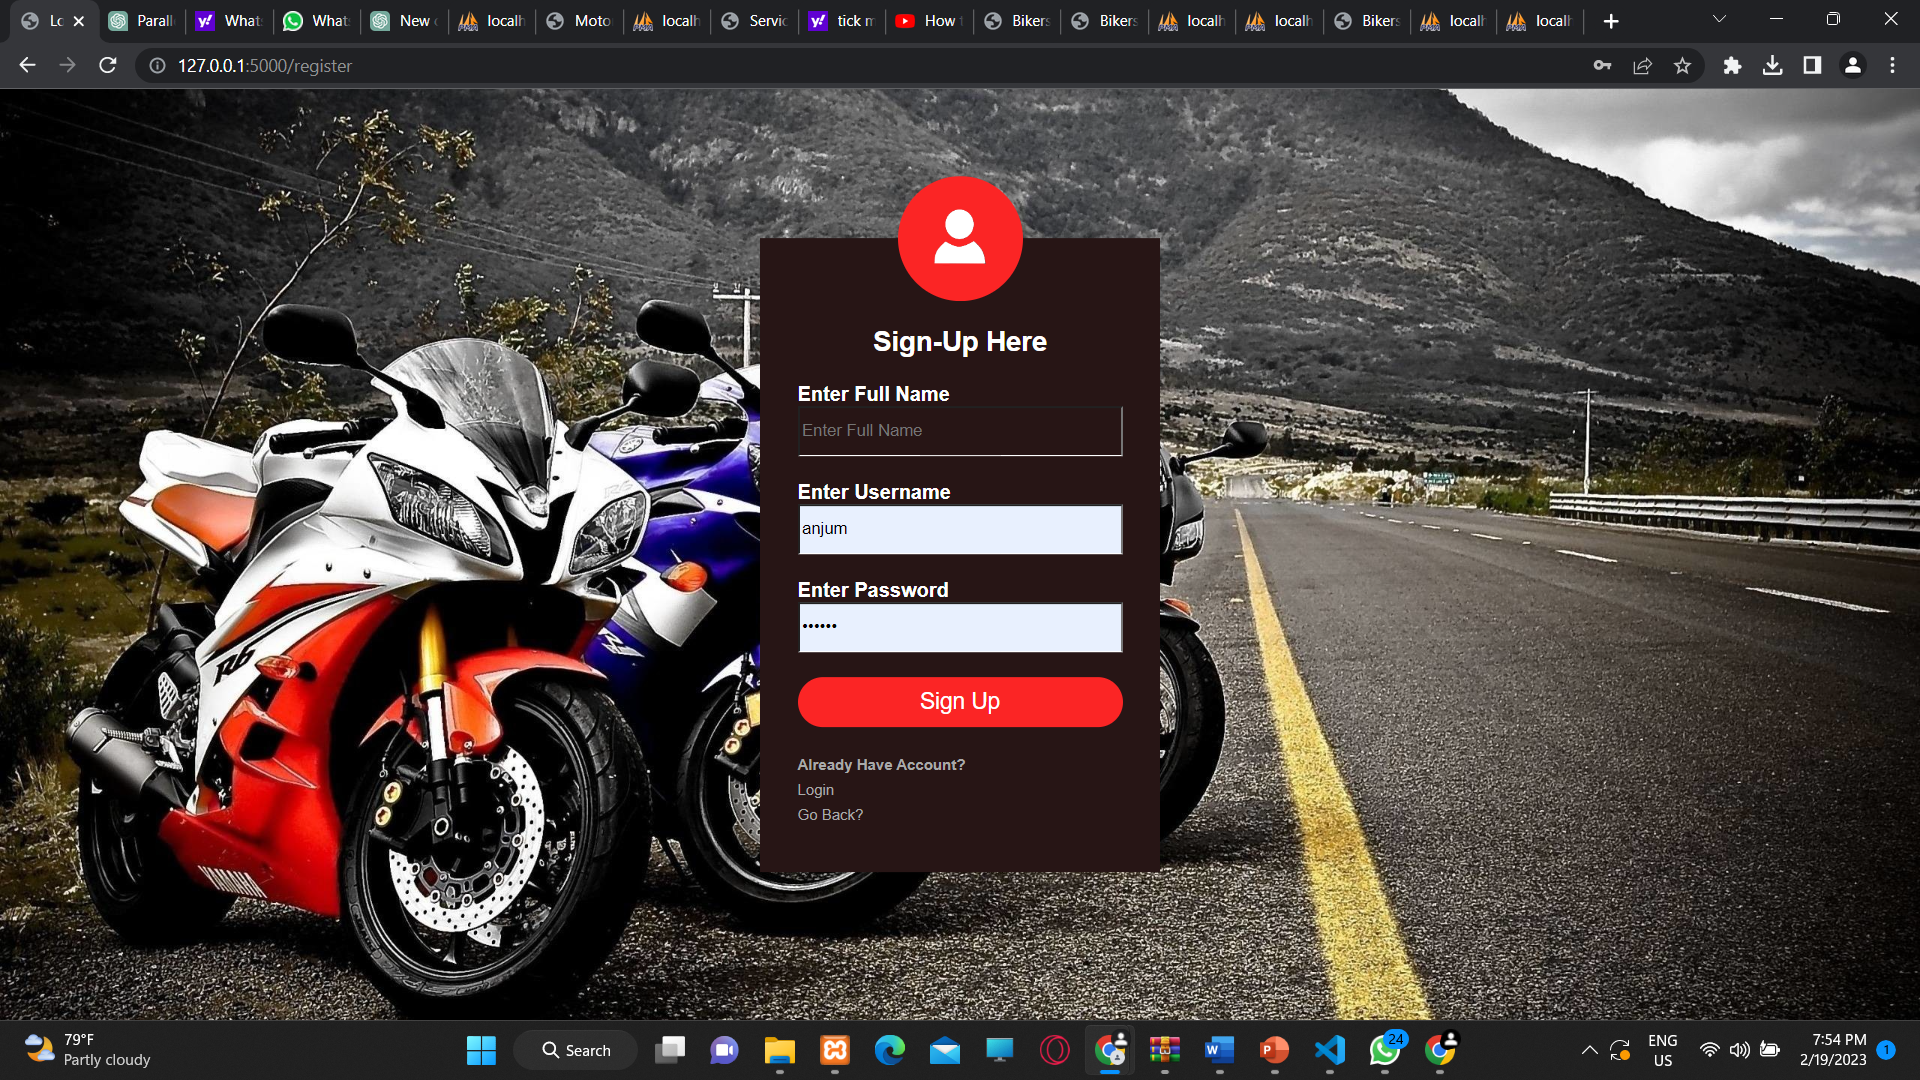 Lo
Parall
What
What
New
localh
Moto
localh
Servic
tick m
How
Bikers
Bikers
localh
localh
Bikers
localh
localh
127.0.0.1:5000/register
Sign-Up Here
Enter Full Name
Enter Full Name
Enter Username
anjum
Enter Password
••••••
Sign Up
Already Have Account?
Login
Go Back?
R6
YAMAHA
79°F
Partly cloudy
Search
24
ENG
US
7:54 PM
2/19/2023
1